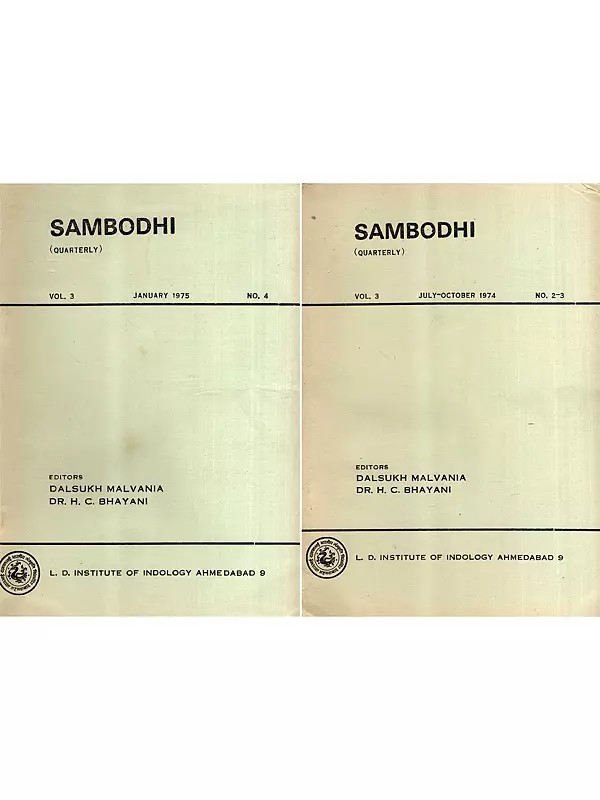 SAMBODHI
(QUARTERLY)
VOL. 3 JANUARY 1975 NO. 4
EDITORS
DALSUKH MALVANIA
DR. H. C. BHAYANI
L. D. INSTITUTE OF INDOLOGY AHMEDABAD 9
SAMBODHI
(QUARTERLY)
VOL. 3 JULY-OCTOBER 1974 NO. 2-3
EDITORS
DALSUKH MALVANIA
DR. H. C. BHAYANI
L. D. INSTITUTE OF INDOLOGY AHMEDABAD 9